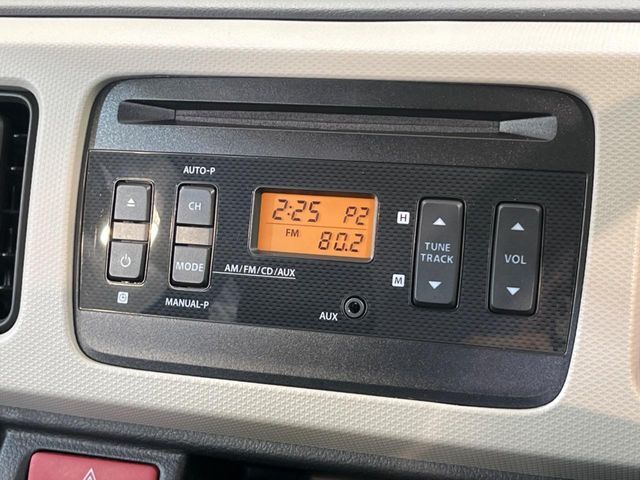 AUTO-P
CH
2:25 P2
FM 80.2
H
TUNE
TRACK
VOL
MODE
AM/FM/CD/AUX
M
C
MANUAL-P
AUX